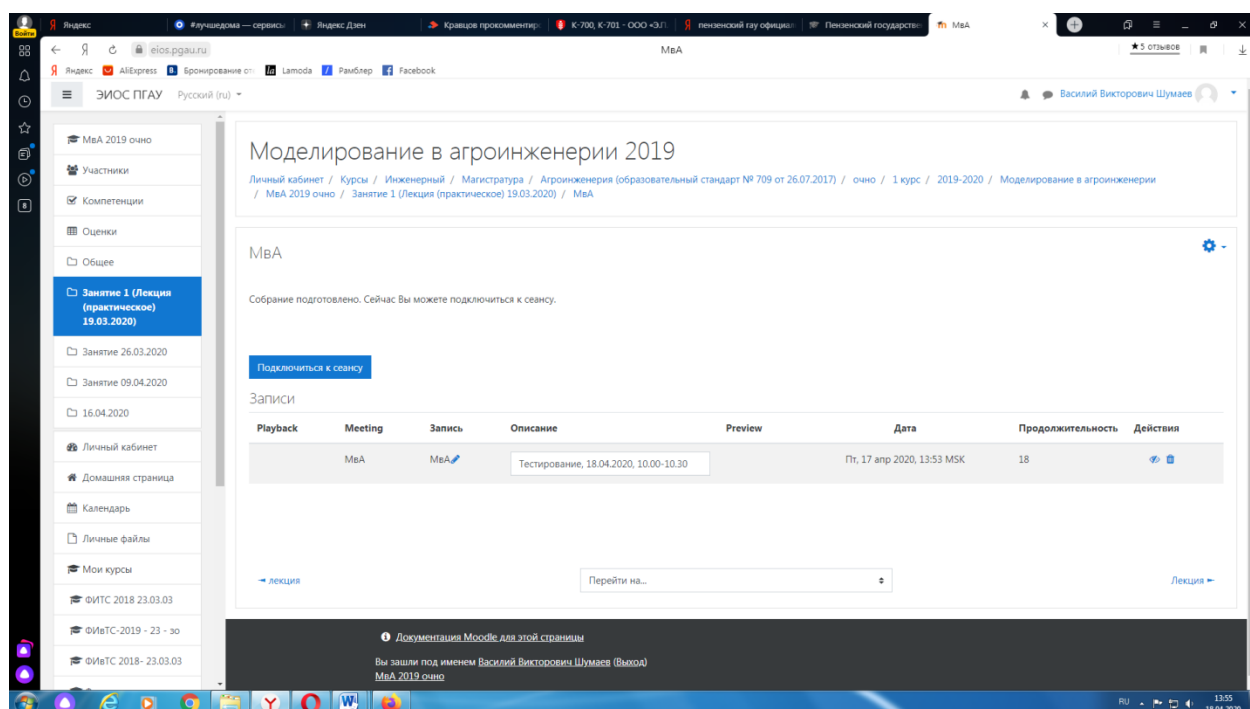 Яндекс
#лучшедома — сервисы
Яндекс.Дзен
Кравцов прокомментиро
К-700, К-701 - ООО «Э.П.
пензенский гау официал
Пензенский государстве
МвА
Войти
eios.pgau.ru
МвА
★5 отзывов
Яндекс
AliExpress
Бронирование от
Lamoda
Рамблер
Facebook
ЭИОС ПГАУ
Русский (ru)
Василий Викторович Шумаев
МвА 2019 очно
Участники
Компетенции
Оценки
Общее
Занятие 1 (Лекция
(практическое)
19.03.2020)
Занятие 26.03.2020
Занятие 09.04.2020
16.04.2020
Личный кабинет
Домашняя страница
Календарь
Личные файлы
Мои курсы
ФИТС 2018 23.03.03
ФИвТС-2019 - 23 - зо
ФИвТС 2018- 23.03.03
Моделирование в агроинженерии 2019
Личный кабинет / Курсы / Инженерный / Магистратура / Агроинженерия (образовательный стандарт № 709 от 26.07.2017) / очно / 1 курс / 2019-2020 / Моделирование в агроинженерии
/ МвА 2019 очно / Занятие 1 (Лекция (практическое) 19.03.2020) / МвА
МвА
Собрание подготовлено. Сейчас Вы можете подключиться к сеансу.
Подключиться к сеансу
Записи
Playback Meeting Запись Описание Preview Дата Продолжительность Действия
МвА МвА Тестирование, 18.04.2020, 10.00-10.30 Пт, 17 апр 2020, 13:53 MSK 18
◄ лекция
Перейти на...
Лекция ►
Документация Moodle для этой страницы
Вы зашли под именем Василий Викторович Шумаев (Выход)
МвА 2019 очно
RU
13:55
18.04.2020